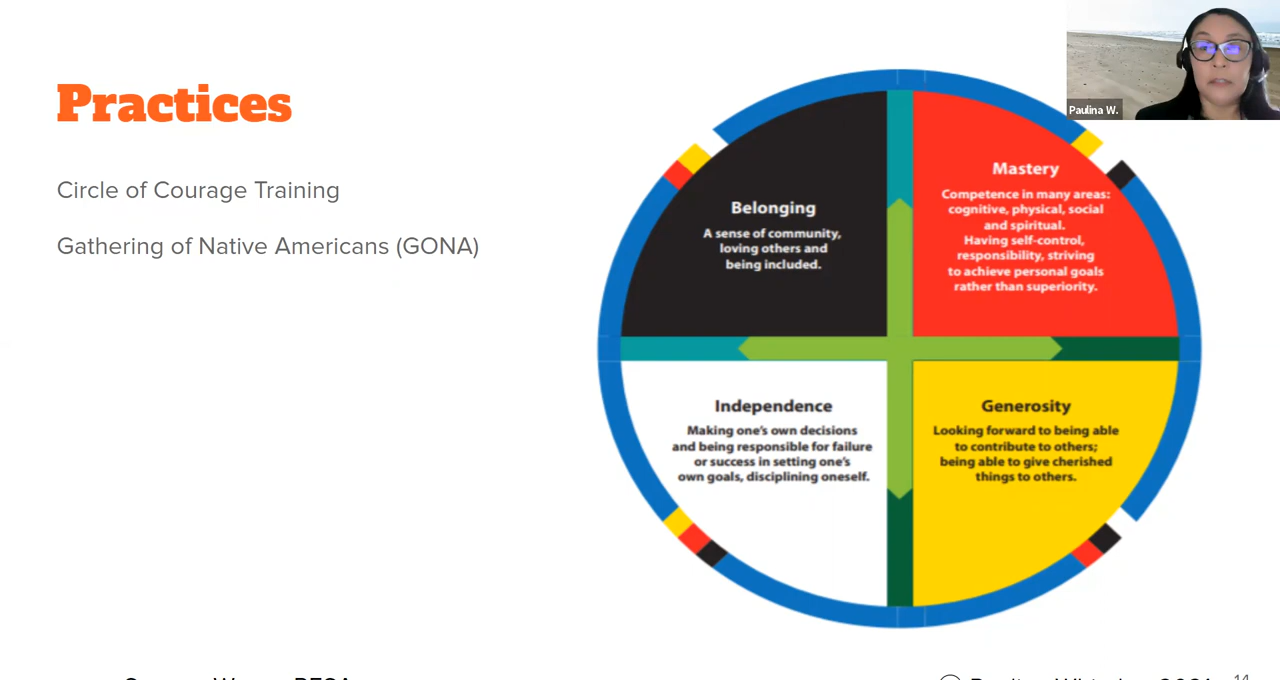 Practices
Circle of Courage Training
Gathering of Native Americans (GONA)
Belonging
A sense of community,
loving others and
being included.
Mastery
Competence in many areas:
cognitive, physical, social
and spiritual.
Having self-control,
responsibility, striving
to achieve personal goals
rather than superiority.
Independence
Making one's own decisions
and being responsible for failure
or success in setting one's
own goals, disciplining oneself.
Generosity
Looking forward to being able
to contribute to others;
being able to give cherished
things to others.
Paulina W.
14